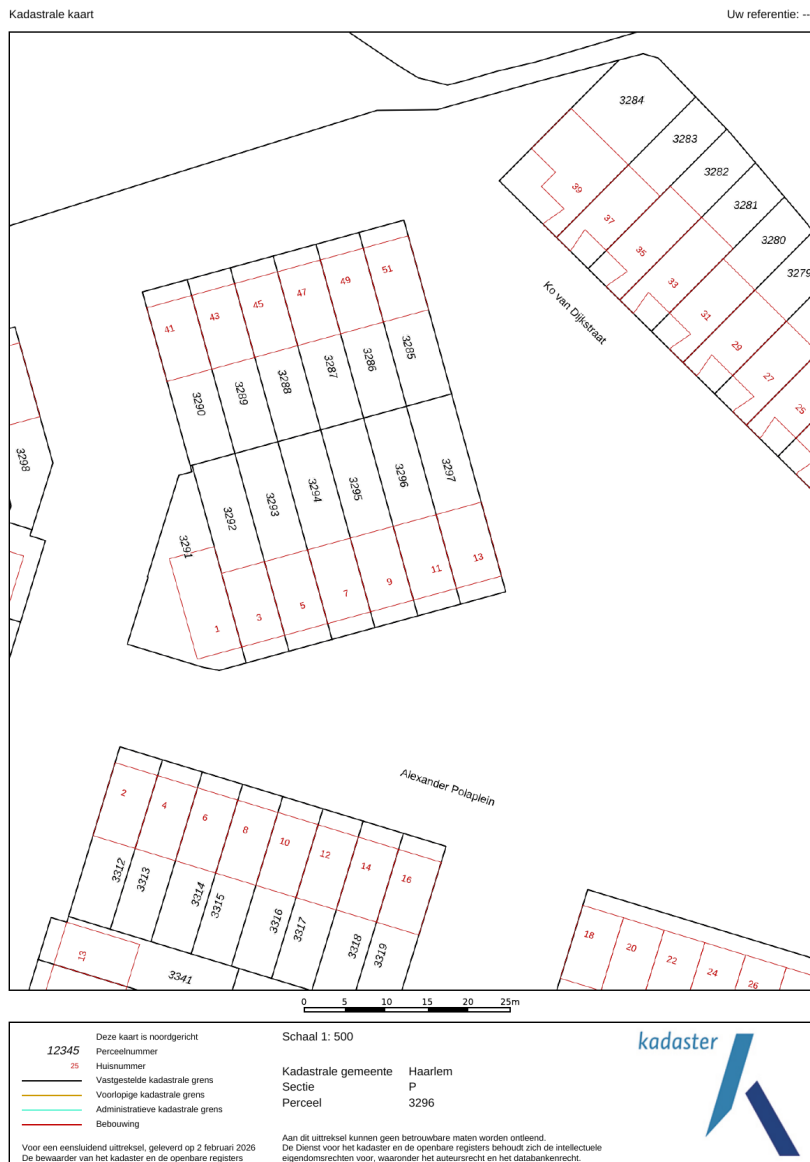 Kadastrale kaart
Uw referentie: --
3284
3283
3282
3281
3280
3279
39
37
35
33
31
29
27
25
Ko van Dijkstraat
41
43
45
47
49
51
3290
3289
3288
3287
3286
3285
3298
3291
3292
3293
3294
3295
3296
3297
1
3
5
7
9
11
13
Alexander Polaplein
2
4
6
8
10
12
14
16
3312
3313
3314
3315
3316
3317
3318
3319
13
3341
18
20
22
24
26
0 5 10 15 20 25m
Deze kaart is noordgericht
12345 Perceelnummer
25 Huisnummer
Vastgestelde kadastrale grens
Voorlopige kadastrale grens
Administratieve kadastrale grens
Bebouwing
Voor een eensluidend uittreksel, geleverd op 2 februari 2026
De bewaarder van het kadaster en de openbare registers
Schaal 1: 500
Kadastrale gemeente Haarlem
Sectie P
Perceel 3296
Aan dit uittreksel kunnen geen betrouwbare maten worden ontleend.
De Dienst voor het kadaster en de openbare registers behoudt zich de intellectuele
eigendomsrechten voor, waaronder het auteursrecht en het databankenrecht.
kadaster